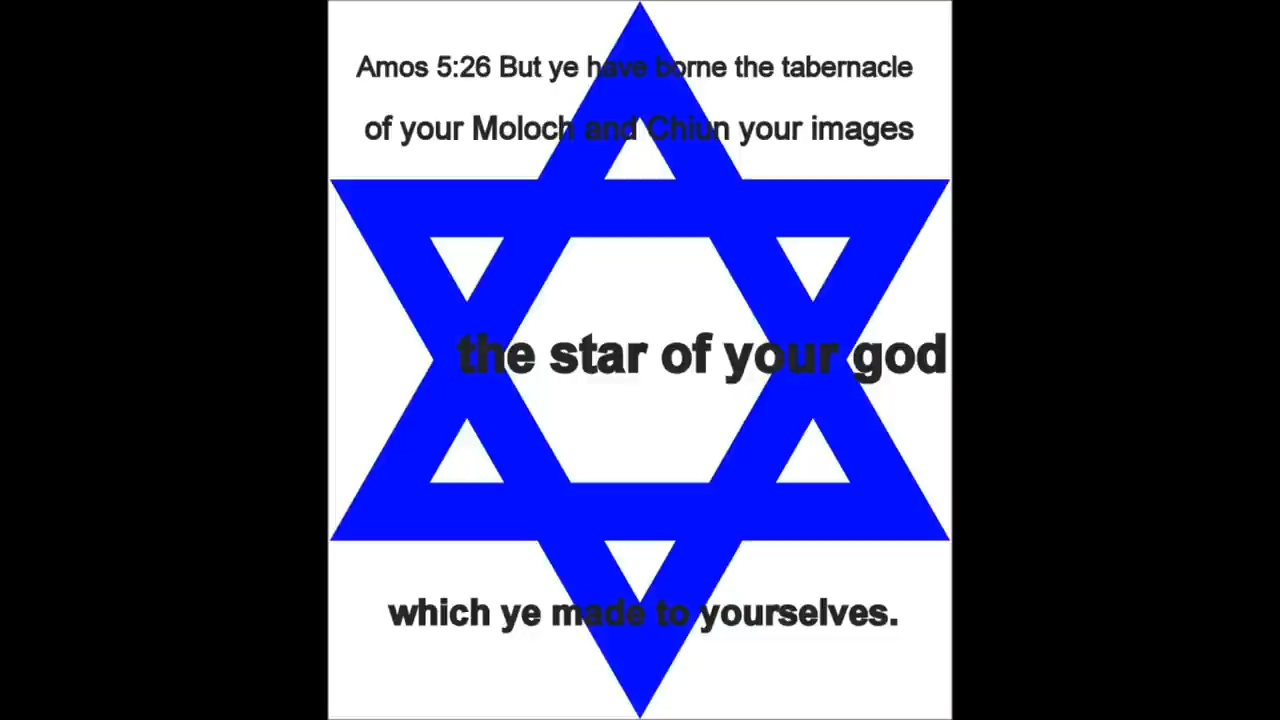 Amos 5:26 But ye have borne the tabernacle
of your Moloch and Chiun your images
the star of your god
which ye made to yourselves.